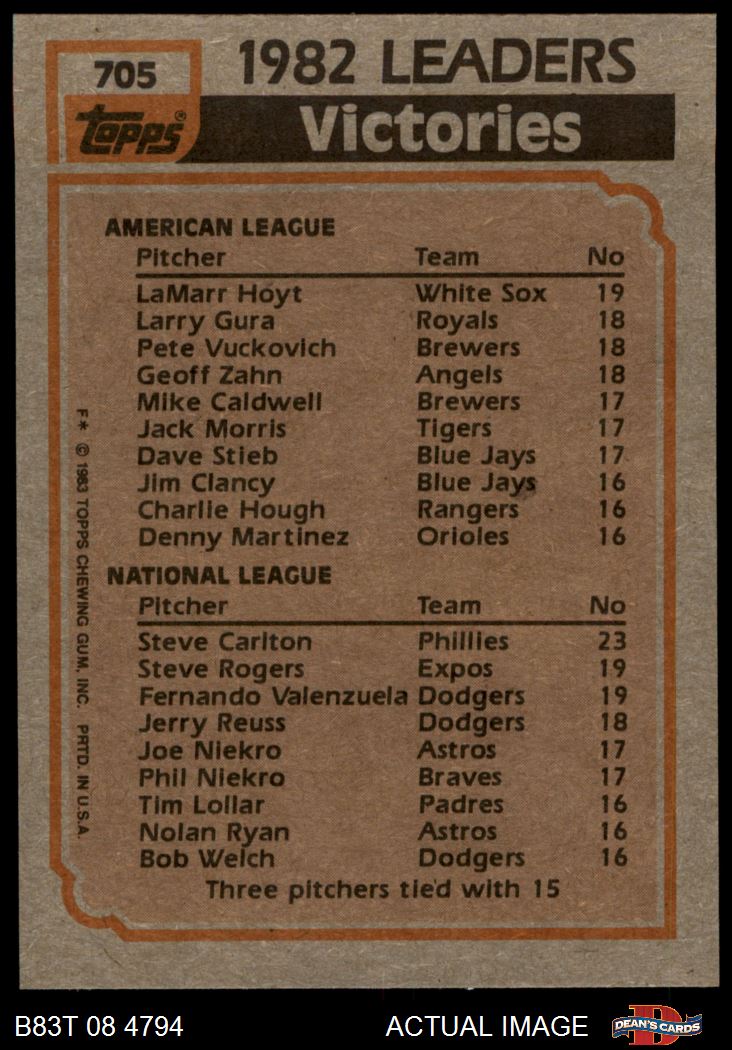 705
1982 LEADERS
Topps®
Victories
AMERICAN LEAGUE
Pitcher Team No
LaMarr Hoyt White Sox 19
Larry Gura Royals 18
Pete Vuckovich Brewers 18
Geoff Zahn Angels 18
Mike Caldwell Brewers 17
Jack Morris Tigers 17
Dave Stieb Blue Jays 17
Jim Clancy Blue Jays 16
Charlie Hough Rangers 16
Denny Martinez Orioles 16
NATIONAL LEAGUE
Pitcher Team No
Steve Carlton Phillies 23
Steve Rogers Expos 19
Fernando Valenzuela Dodgers 19
Jerry Reuss Dodgers 18
Joe Niekro Astros 17
Phil Niekro Braves 17
Tim Lollar Padres 16
Nolan Ryan Astros 16
Bob Welch Dodgers 16
Three pitchers tied with 15
F* © 1983 TOPPS CHEWING GUM, INC. PRTD. IN U.S.A.
B83T 08 4794
ACTUAL IMAGE
D
DEAN'S CARDS